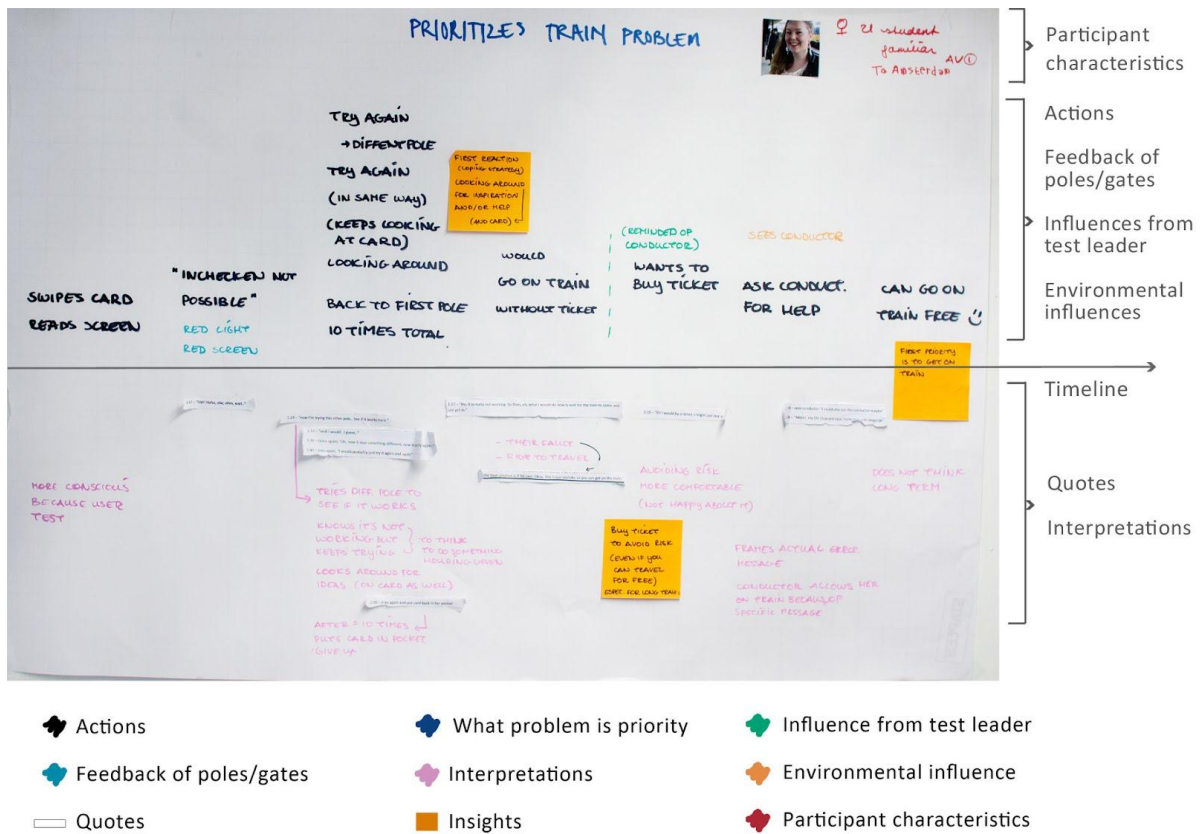 PRIORITIZES TRAIN PROBLEM
♀ 21 student
familiar
AV①
To Amsterdam
Participant
characteristics
TRY AGAIN
→ DIFFENT POLE
TRY AGAIN
(IN SAME WAY)
(KEEPS LOOKING
AT CARD)
LOOKING AROUND
BACK TO FIRST POLE
10 TIMES TOTAL
FIRST REACTION
(COPING STRATEGY)
LOOKING AROUND
FOR INSPIRATION
AND/OR HELP
(AND CARD)
SWIPES CARD
READS SCREEN
"INCHECKEN NOT
POSSIBLE"
RED LIGHT
RED SCREEN
WOULD
GO ON TRAIN
WITHOUT TICKET
(REMINDED OF
CONDUCTOR)
WANTS TO
BUY TICKET
SEES CONDUCTOR
ASK CONDUCT.
FOR HELP
CAN GO ON
TRAIN FREE
Actions
Feedback of
poles/gates
Influences from
test leader
Environmental
influences
FIRST PRIORITY
IS TO GET ON
TRAIN
Timeline
MORE CONSCIOUS
BECAUSE USER
TEST
TRIES DIFF. POLE TO
SEE IF IT WORKS
KNOWS IT'S NOT
WORKING BUT
KEEPS TRYING
TO THINK
TO DO SOMETHING
LOOKS AROUND FOR
IDEAS (ON CARD AS WELL)
AFTER ± 10 TIMES
PUTS CARD IN POCKET
GIVE UP
- THEIR FAULT
TO TRAVEL
AVOIDING RISK
MORE COMFORTABLE
(NOT HAPPY ABOUT IT)
BUY TICKET
TO AVOID RISK
(EVEN IF YOU
CAN TRAVEL
FOR FREE)
ESPEC. FOR LONG TRAIN
FRAMES ACTUAL ERROR
MESSAGE
CONDUCTOR ALLOWS HER
ON TRAIN BECAUSE OF
SPECIFIC MESSAGE
DOES NOT THINK
LONG TERM
Quotes
Interpretations
Actions
What problem is priority
Influence from test leader
Feedback of poles/gates
Interpretations
Environmental influence
Quotes
Insights
Participant characteristics